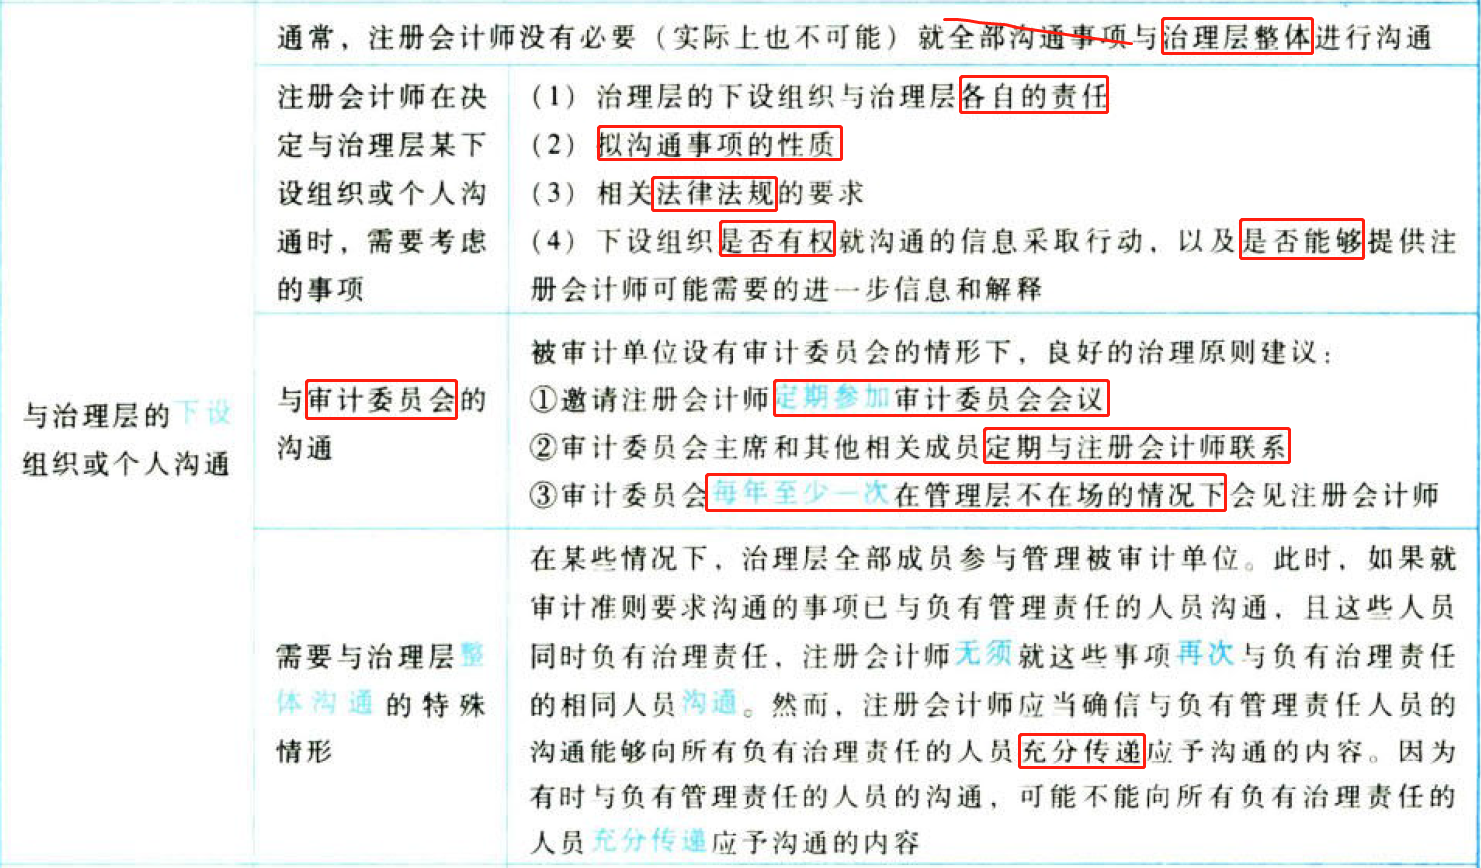 通常，注册会计师没有必要（实际上也不可能）就全部沟通事项与治理层整体进行沟通
注册会计师在决
定与治理层某下
设组织或个人沟
通时，需要考虑
的事项
（1）治理层的下设组织与治理层各自的责任
（2）拟沟通事项的性质
（3）相关法律法规的要求
（4）下设组织是否有权就沟通的信息采取行动，以及是否能够提供注
册会计师可能需要的进一步信息和解释
与治理层的下设
组织或个人沟通
与审计委员会的
沟通
被审计单位设有审计委员会的情形下，良好的治理原则建议：
①邀请注册会计师定期参加审计委员会会议
②审计委员会主席和其他相关成员定期与注册会计师联系
③审计委员会每年至少一次在管理层不在场的情况下会见注册会计师
需要与治理层整
体沟通的特殊
情形
在某些情况下，治理层全部成员参与管理被审计单位。此时，如果就
审计准则要求沟通的事项已与负有管理责任的人员沟通，且这些人员
同时负有治理责任，注册会计师无须就这些事项再次与负有治理责任
的相同人员沟通。然而，注册会计师应当确信与负有管理责任人员的
沟通能够向所有负有治理责任的人员充分传递应予沟通的内容。因为
有时与负有管理责任的人员的沟通，可能不能向所有负有治理责任的
人员充分传递应予沟通的内容